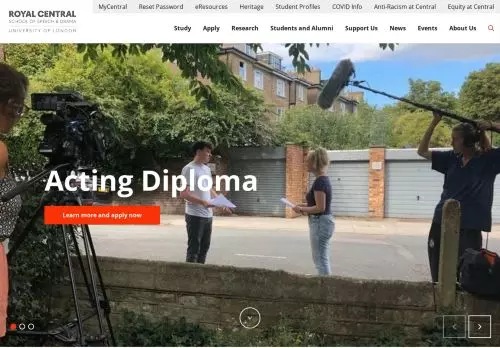 MyCentral Reset Password eResources Heritage Student Profiles COVID Info Anti-Racism at Central Equity at Central
ROYAL CENTRAL
SCHOOL OF SPEECH & DRAMA
UNIVERSITY OF LONDON
Study Apply Research Students and Alumni Support Us News Events About Us
Acting Diploma
Learn more and apply now